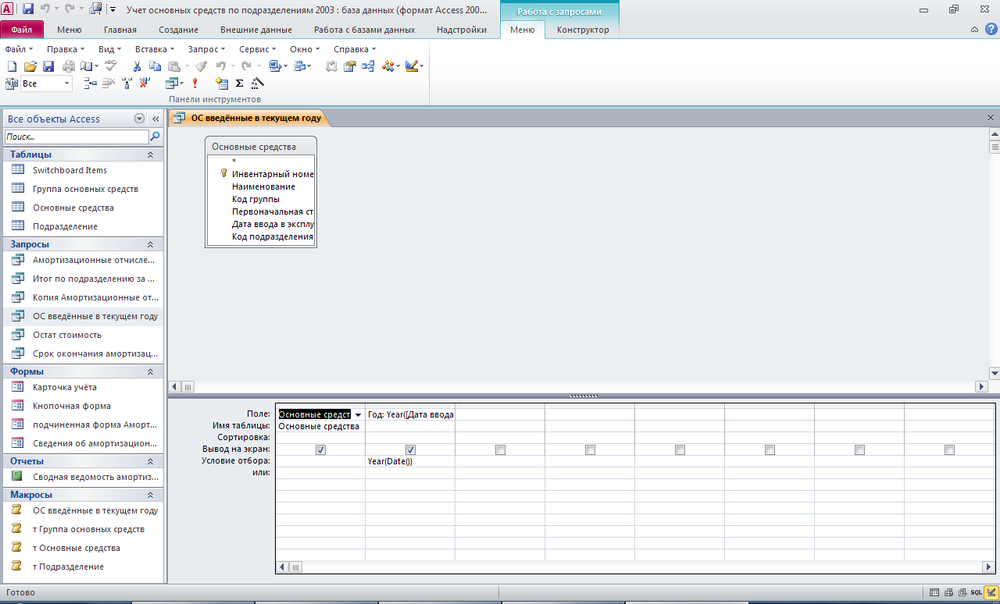 Учет основных средств по подразделениям 2003 : база данных (формат Access 200...
Работа с запросами
Файл Меню Главная Создание Внешние данные Работа с базами данных Надстройки Меню Конструктор
Файл Правка Вид Вставка Запрос Сервис Окно Справка
Все
Панели инструментов
Все объекты Access
ОС введённые в текущем году
Поиск...
Таблицы
Switchboard Items
Группа основных средств
Основные средства
Подразделение
Запросы
Амортизационные отчисле...
Итог по подразделению за ...
Копия Амортизационные от...
ОС введённые в текущем году
Остат стоимость
Срок окончания амортизац...
Формы
Карточка учёта
Кнопочная форма
подчиненная форма Аморт...
Сведения об амортизацион...
Отчеты
Сводная ведомость амортиз...
Макросы
ОС введённые в текущем году
т Группа основных средств
т Основные средства
т Подразделение
Основные средства
*
Инвентарный номе
Наименование
Код группы
Первоначальная ст
Дата ввода в эксплу
Код подразделения
Поле: Основные средст Год: Year([Дата ввода
Имя таблицы: Основные средства
Сортировка:
Вывод на экран:
Условие отбора: Year(Date())
или:
Готово
SQL